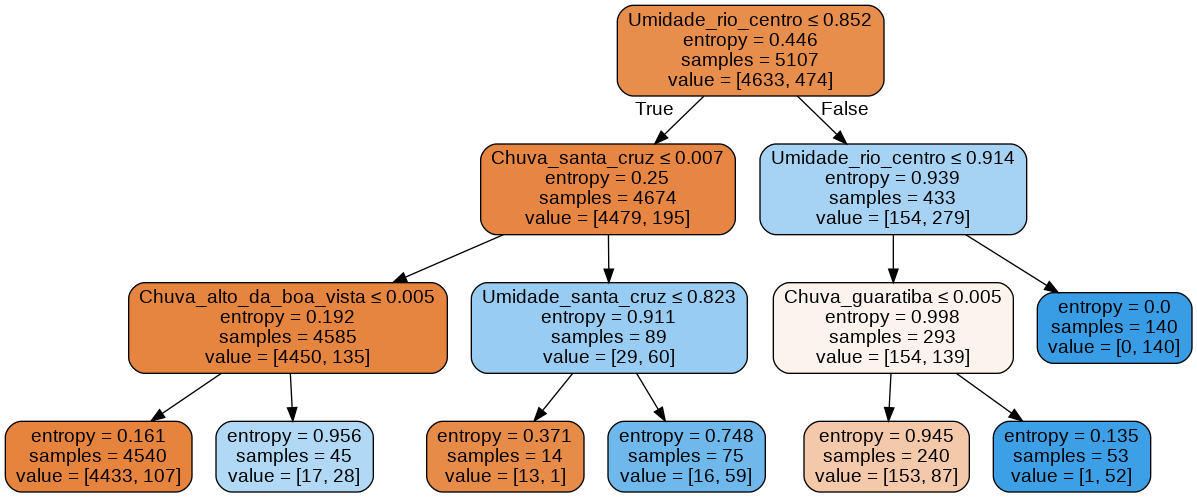 Umidade_rio_centro ≤ 0.852
entropy = 0.446
samples = 5107
value = [4633, 474]
True
False
Chuva_santa_cruz ≤ 0.007
entropy = 0.25
samples = 4674
value = [4479, 195]
Umidade_rio_centro ≤ 0.914
entropy = 0.939
samples = 433
value = [154, 279]
Chuva_alto_da_boa_vista ≤ 0.005
entropy = 0.192
samples = 4585
value = [4450, 135]
Umidade_santa_cruz ≤ 0.823
entropy = 0.911
samples = 89
value = [29, 60]
Chuva_guaratiba ≤ 0.005
entropy = 0.998
samples = 293
value = [154, 139]
entropy = 0.0
samples = 140
value = [0, 140]
entropy = 0.161
samples = 4540
value = [4433, 107]
entropy = 0.956
samples = 45
value = [17, 28]
entropy = 0.371
samples = 14
value = [13, 1]
entropy = 0.748
samples = 75
value = [16, 59]
entropy = 0.945
samples = 240
value = [153, 87]
entropy = 0.135
samples = 53
value = [1, 52]